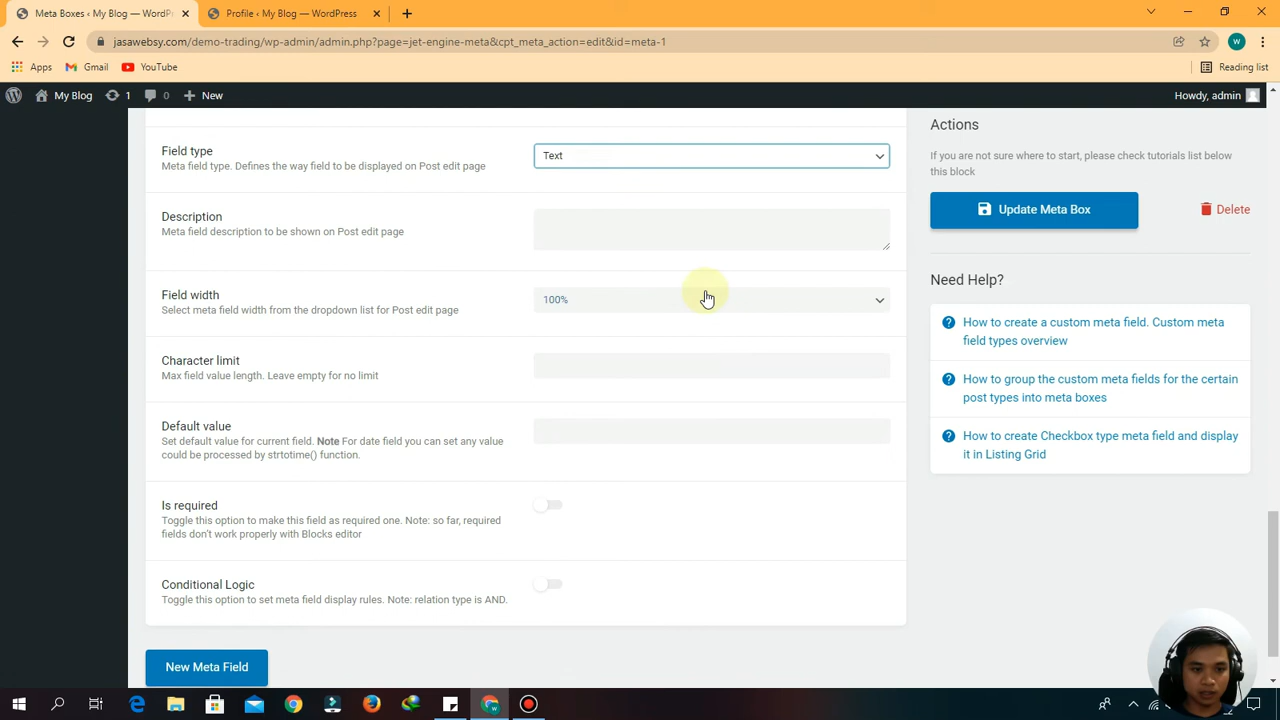 Meta Boxes — My Blog — WordPr
Profile ‹ My Blog — WordPress
jasawebsy.com/demo-trading/wp-admin/admin.php?page=jet-engine-meta&cpt_meta_action=edit&id=meta-1
W
Apps
Gmail
YouTube
Reading list
My Blog
1
0
New
Howdy, admin
Field type
Meta field type. Defines the way field to be displayed on Post edit page
Text
Description
Meta field description to be shown on Post edit page
Field width
Select meta field width from the dropdown list for Post edit page
100%
Character limit
Max field value length. Leave empty for no limit
Default value
Set default value for current field. Note For date field you can set any value
could be processed by strtotime() function.
Is required
Toggle this option to make this field as required one. Note: so far, required
fields don't work properly with Blocks editor
Conditional Logic
Toggle this option to set meta field display rules. Note: relation type is AND.
New Meta Field
Actions
If you are not sure where to start, please check tutorials list below
this block
Update Meta Box
Delete
Need Help?
How to create a custom meta field. Custom meta
field types overview
How to group the custom meta fields for the certain
post types into meta boxes
How to create Checkbox type meta field and display
it in Listing Grid